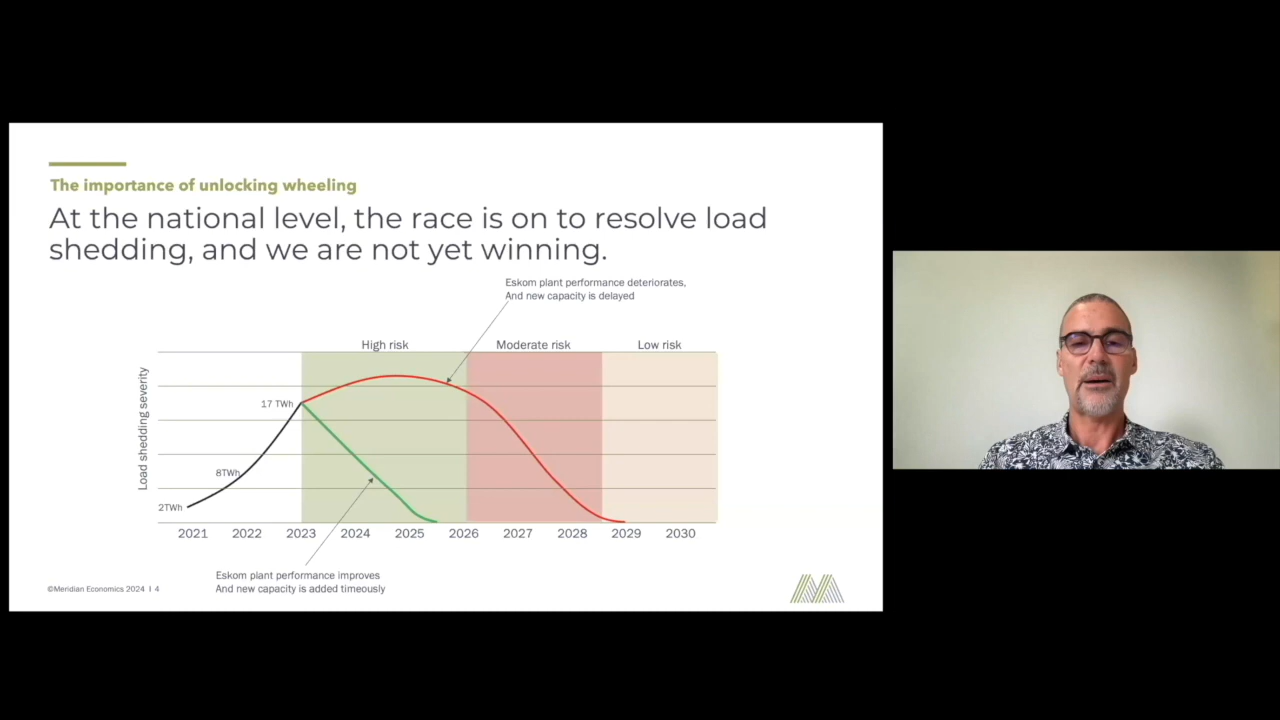 The importance of unlocking wheeling
At the national level, the race is on to resolve load
shedding, and we are not yet winning.
Eskom plant performance deteriorates,
And new capacity is delayed
High risk
Moderate risk
Low risk
Load shedding severity
17 TWh
8TWh
2TWh
2021 2022 2023 2024 2025 2026 2027 2028 2029 2030
Eskom plant performance improves
And new capacity is added timeously
©Meridian Economics 2024 I 4